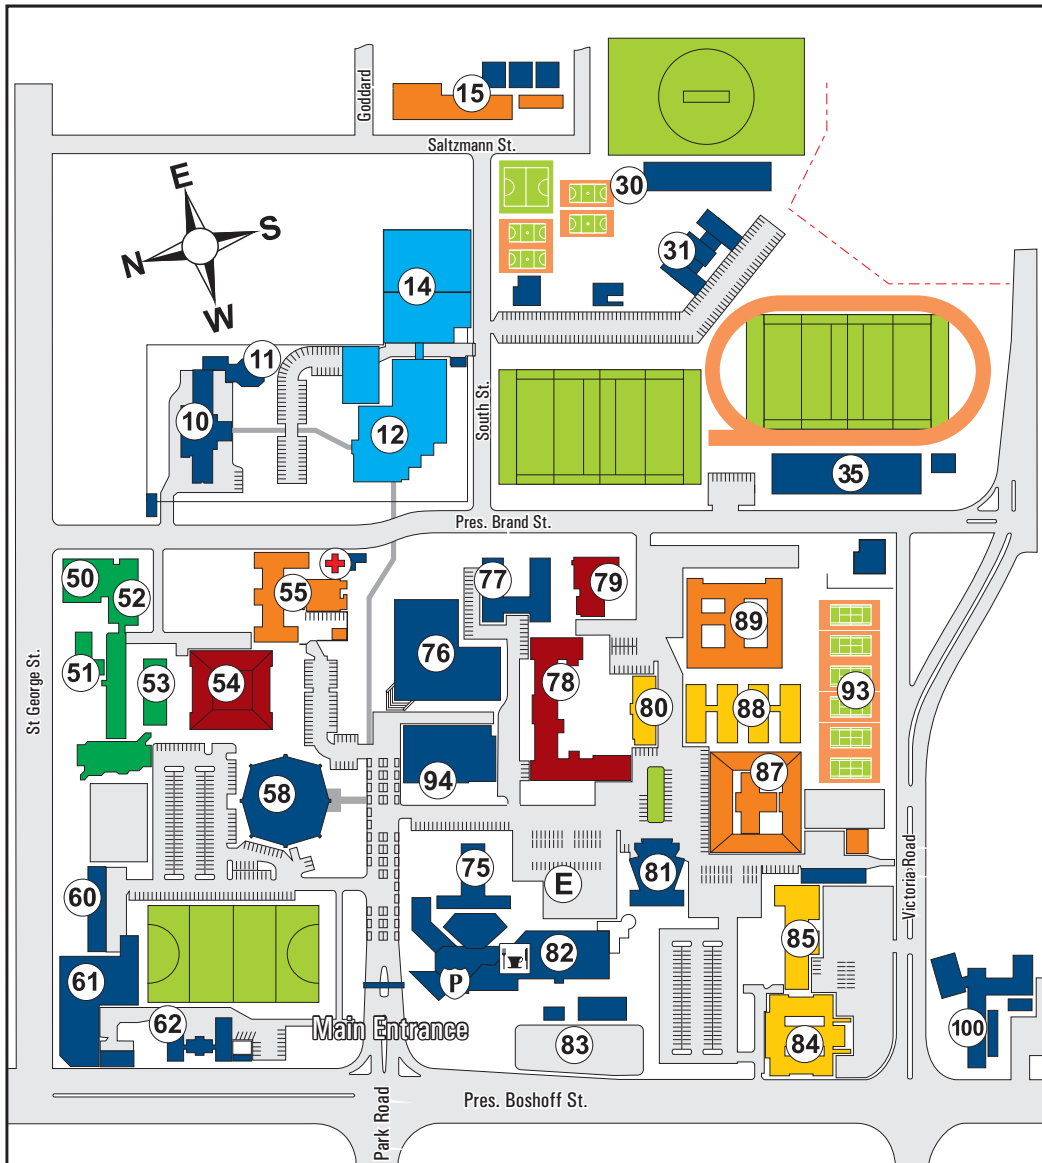 Goddard
15
Saltzmann St.
30
E
S
N
W
31
14
11
10
12
South St.
35
Pres. Brand St.
50
52
55
77
79
89
51
53
54
76
78
80
88
93
St George St.
94
87
58
75
E
81
Victoria Road
60
85
61
82
P
62
Main Entrance
83
84
100
Pres. Boshoff St.
Park Road